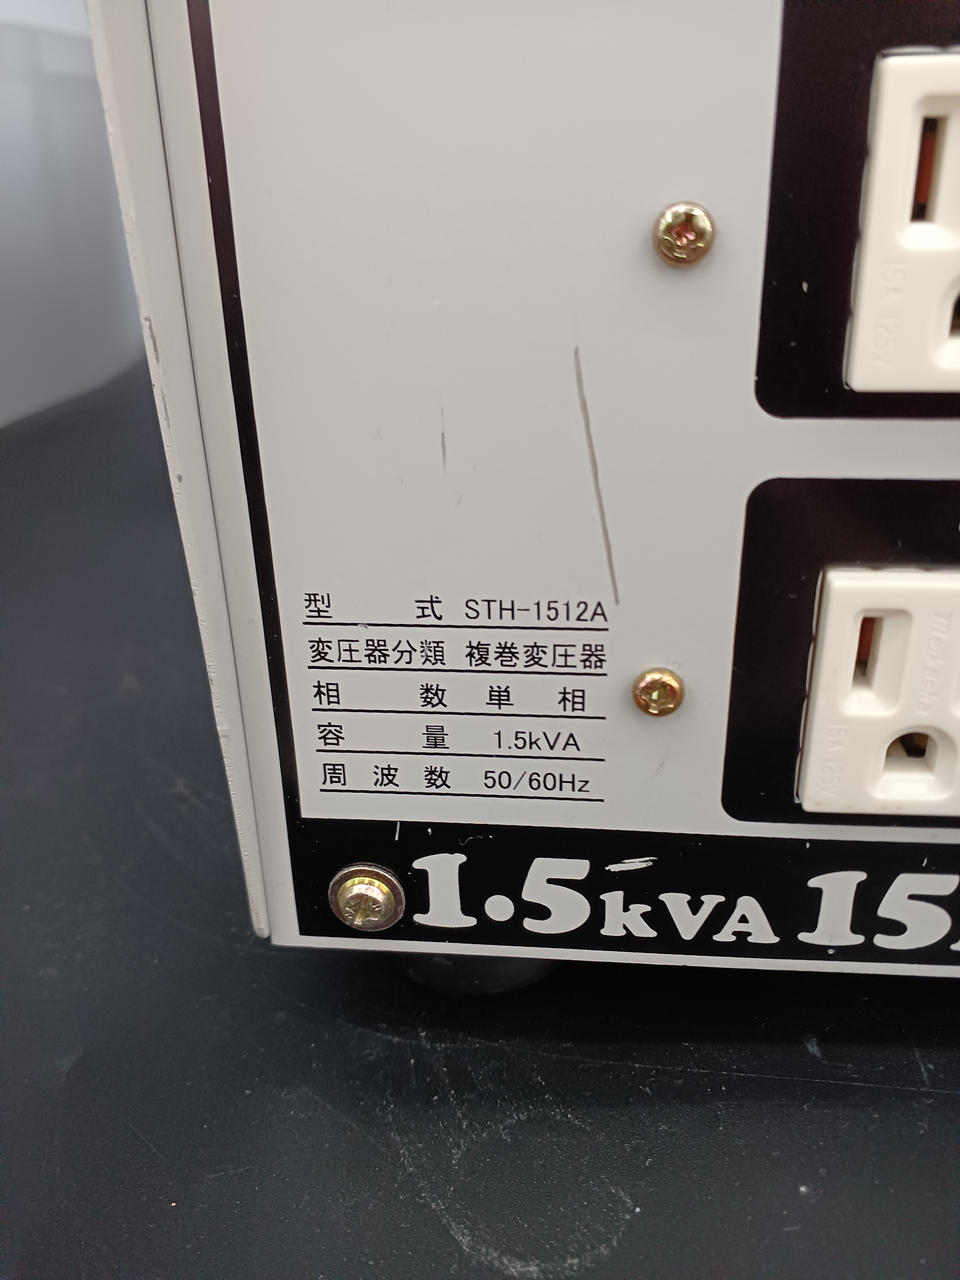 15A 125V
型 式 STH-1512A
変圧器分類 複巻変圧器
相 数 単 相
容 量 1.5kVA
周 波 数 50/60Hz
15A 125V
1.5kVA 15